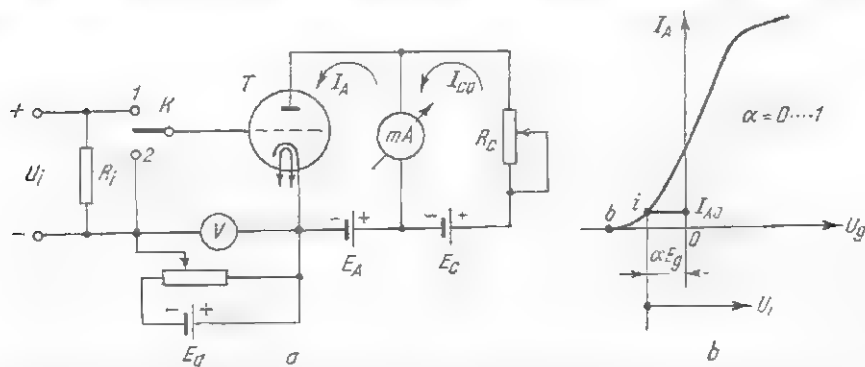 T
I_A
I_C0
1
K
+
U_i
R_i
2
mA
R_C
-
V
- +
E_A
- +
E_C
- +
E_g
a
I_A
α = 0····1
i
I_A0
b
0
U_g
αE_g
U_i
b